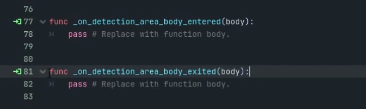 76
77 func _on_detection_area_body_entered(body):
78 pass # Replace with function body.
79
80
81 func _on_detection_area_body_exited(body):
82 pass # Replace with function body.
83